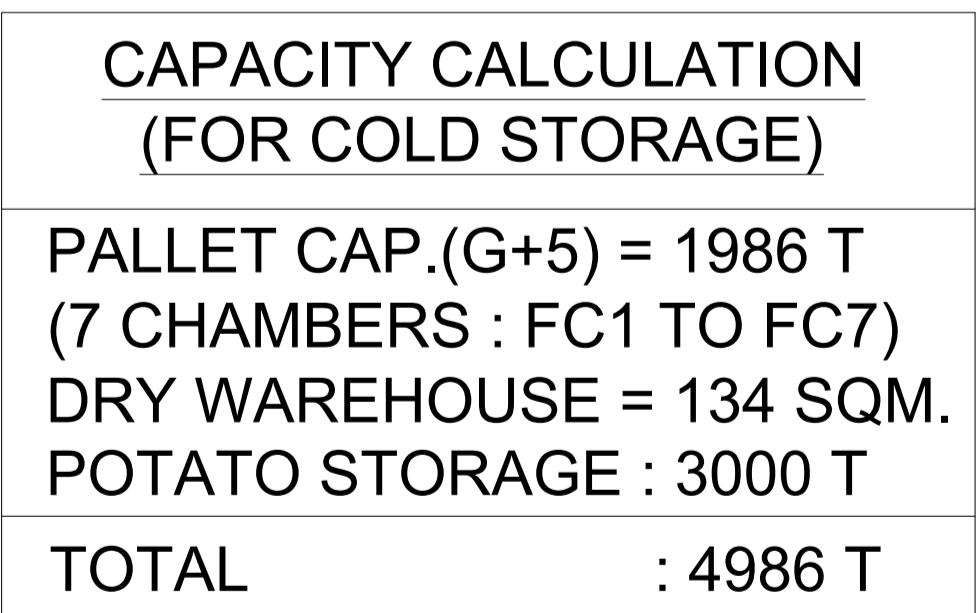 CAPACITY CALCULATION
(FOR COLD STORAGE)
PALLET CAP.(G+5) = 1986 T
(7 CHAMBERS : FC1 TO FC7)
DRY WAREHOUSE = 134 SQM.
POTATO STORAGE : 3000 T
TOTAL : 4986 T